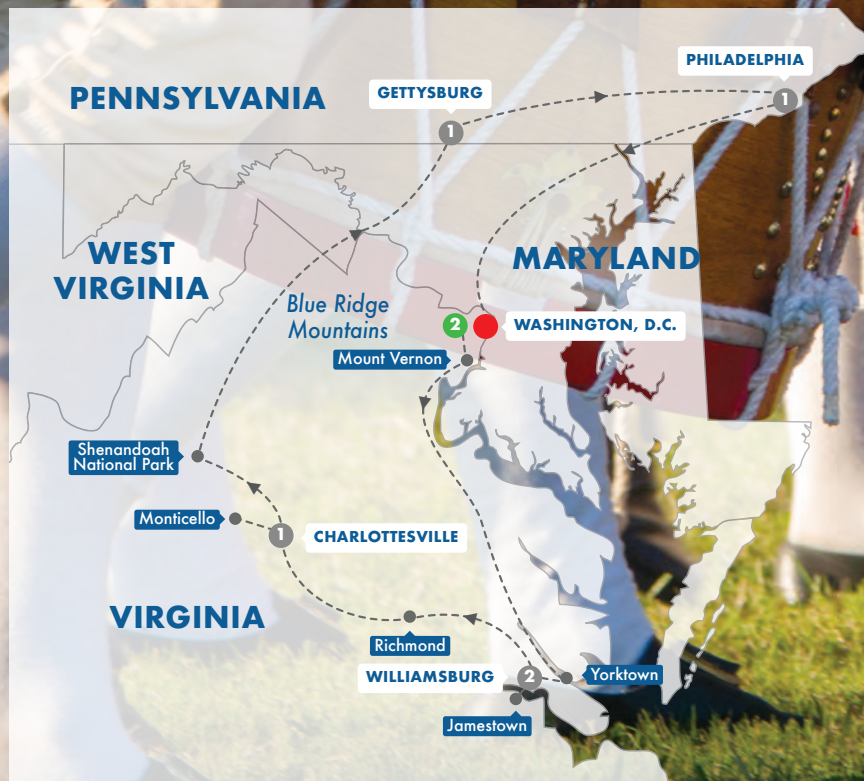 PHILADELPHIA
PENNSYLVANIA
GETTYSBURG
1
1
WEST
VIRGINIA
MARYLAND
Blue Ridge
Mountains
2
WASHINGTON, D.C.
Mount Vernon
Shenandoah
National Park
Monticello
1
CHARLOTTESVILLE
VIRGINIA
Richmond
WILLIAMSBURG
2
Yorktown
Jamestown